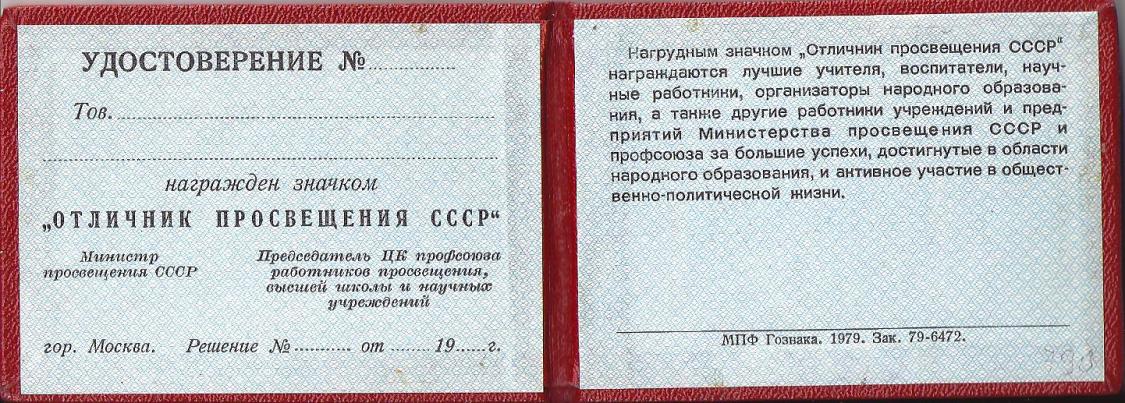 УДОСТОВЕРЕНИЕ №............
Тов..............................
..............................
награжден значком
„ОТЛИЧНИК ПРОСВЕЩЕНИЯ СССР“
Министр
просвещения СССР
Председатель ЦК профсоюза
работников просвещения,
высшей школы и научных
учреждений
гор. Москва. Решение №........... от ....... 19......г.
Нагрудным значком „Отличник просвещения СССР“
награждаются лучшие учителя, воспитатели, науч-
ные работники, организаторы народного образова-
ния, а также другие работники учреждений и пред-
приятий Министерства просвещения СССР и
профсоюза за большие успехи, достигнутые в области
народного образования, и активное участие в общест-
венно-политической жизни.
МПФ Гознака. 1979. Зак. 79-6472.